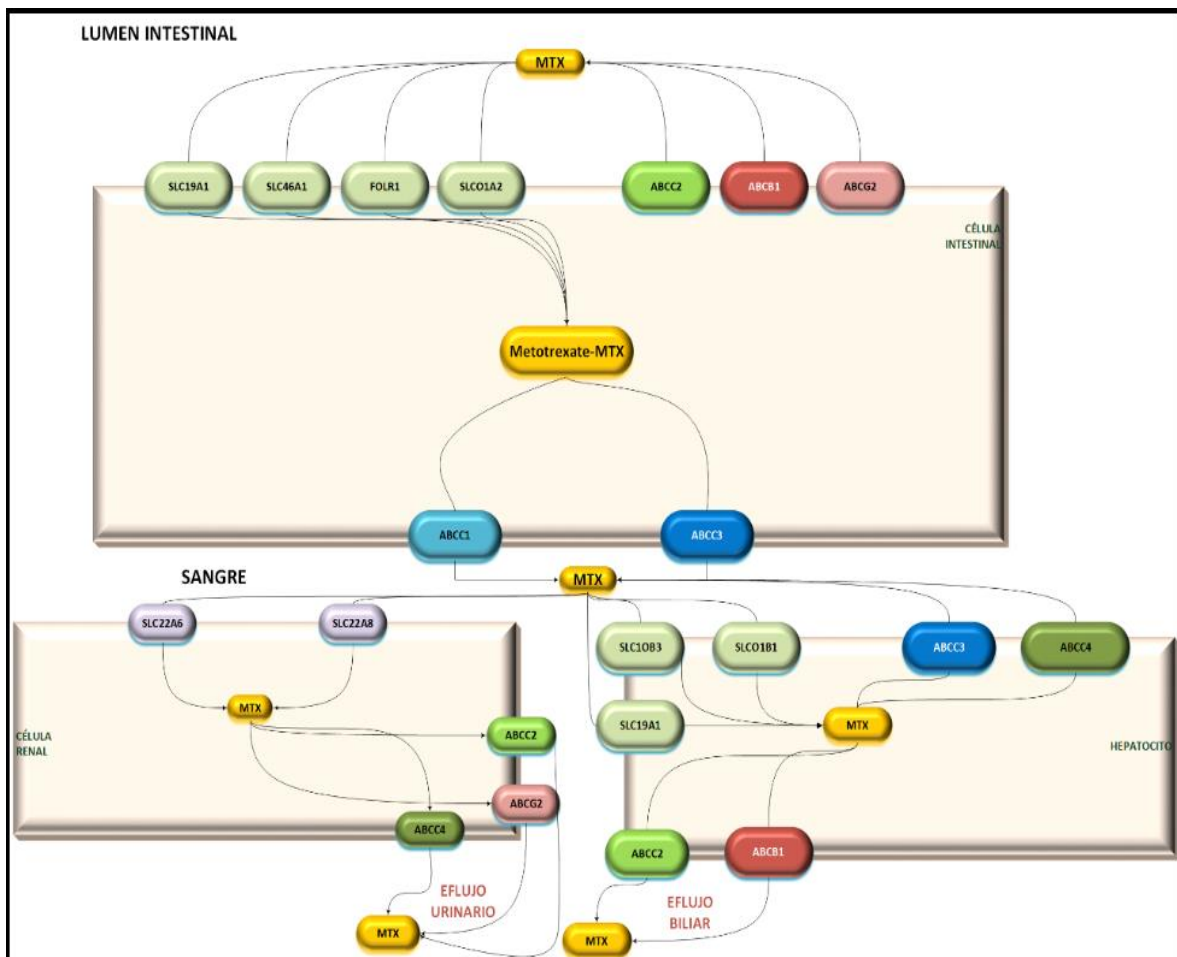 LUMEN INTESTINAL
MTX
SLC19A1
SLC46A1
FOLR1
SLCO1A2
ABCC2
ABCB1
ABCG2
CÉLULA
INTESTINAL
Metotrexate-MTX
ABCC1
ABCC3
SANGRE
MTX
SLC22A6
SLC22A8
SLC1OB3
SLCO1B1
ABCC3
ABCC4
MTX
SLC19A1
MTX
CÉLULA
RENAL
ABCC2
HEPATOCITO
ABCG2
ABCC4
ABCC2
ABCB1
EFLUJO
URINARIO
EFLUJO
BILIAR
MTX
MTX